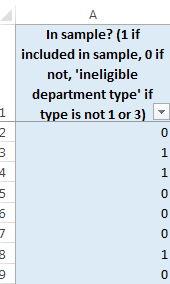 A
In sample? (1 if
included in sample, 0 if
not, 'ineligible
department type' if
1 type is not 1 or 3)
2 0
3 1
4 1
5 0
6 0
7 0
8 1
9 0